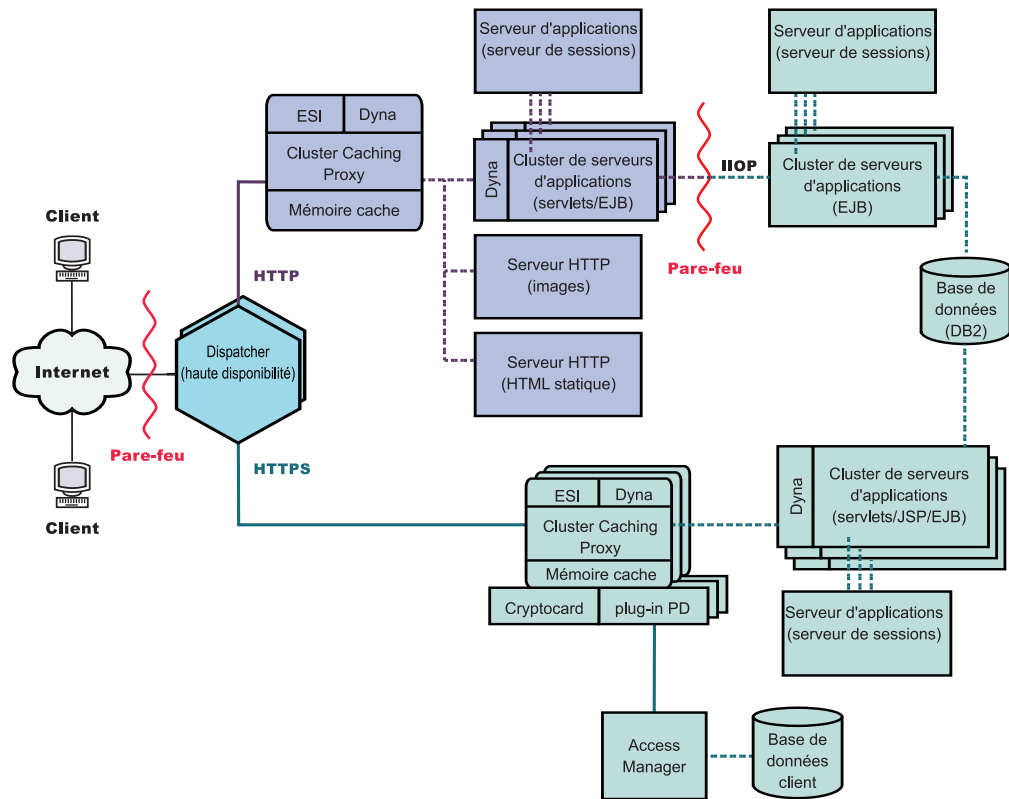 Serveur d'applications
(serveur de sessions)
Serveur d'applications
(serveur de sessions)
ESI
Dyna
Cluster Caching
Proxy
Mémoire cache
Dyna
Cluster de serveurs
d'applications
(servlets/EJB)
IIOP
Cluster de serveurs
d'applications
(EJB)
Client
HTTP
Serveur HTTP
(images)
Pare-feu
Base de
données
(DB2)
Internet
Dispatcher
(haute disponibilité)
Serveur HTTP
(HTML statique)
Pare-feu
HTTPS
Client
ESI
Dyna
Cluster Caching
Proxy
Mémoire cache
Cryptocard
plug-in PD
Dyna
Cluster de serveurs
d'applications
(servlets/JSP/EJB)
Serveur d'applications
(serveur de sessions)
Access
Manager
Base de
données
client